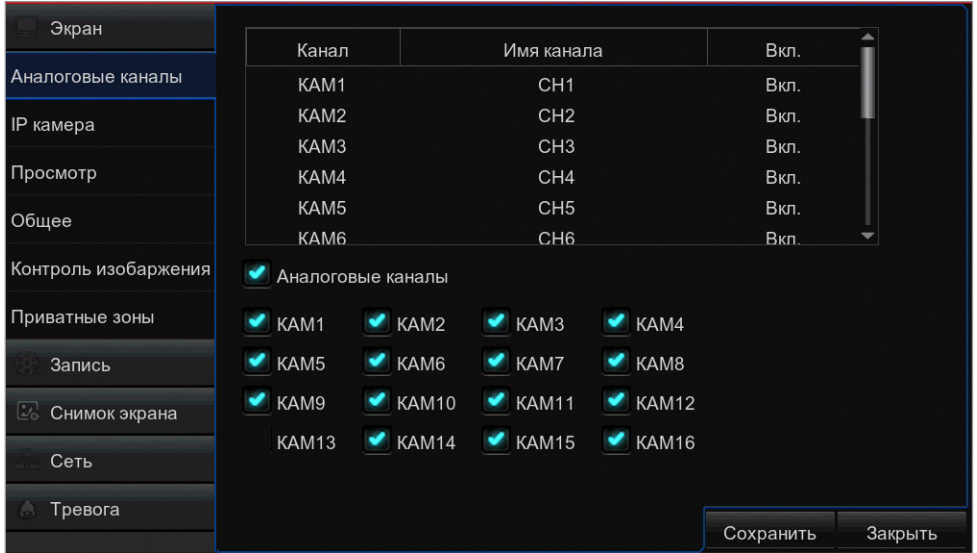 Экран
Аналоговые каналы
IP камера
Просмотр
Общее
Контроль изобаржения
Приватные зоны
Запись
Снимок экрана
Сеть
Тревога
Канал Имя канала Вкл.
КАМ1 CH1 Вкл.
КАМ2 CH2 Вкл.
КАМ3 CH3 Вкл.
КАМ4 CH4 Вкл.
КАМ5 CH5 Вкл.
КАМ6 CH6 Вкл.
Аналоговые каналы
КАМ1 КАМ2 КАМ3 КАМ4
КАМ5 КАМ6 КАМ7 КАМ8
КАМ9 КАМ10 КАМ11 КАМ12
КАМ13 КАМ14 КАМ15 КАМ16
Сохранить Закрыть